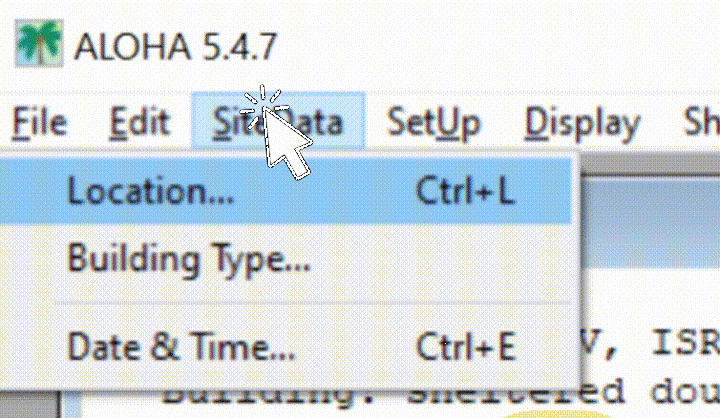 ALOHA 5.4.7
File Edit SiteData SetUp Display Sh
Location... Ctrl+L
Building Type...
Date & Time... Ctrl+E
V, ISR
Building: Sheltered dou